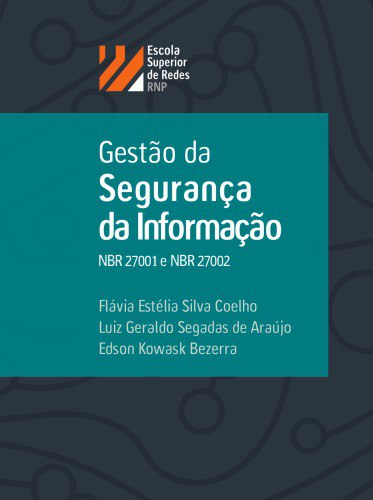 Escola
Superior
de Redes
RNP
Gestão da
Segurança
da Informação
NBR 27001 e NBR 27002
Flávia Estélia Silva Coelho
Luiz Geraldo Segadas de Araújo
Edson Kowask Bezerra